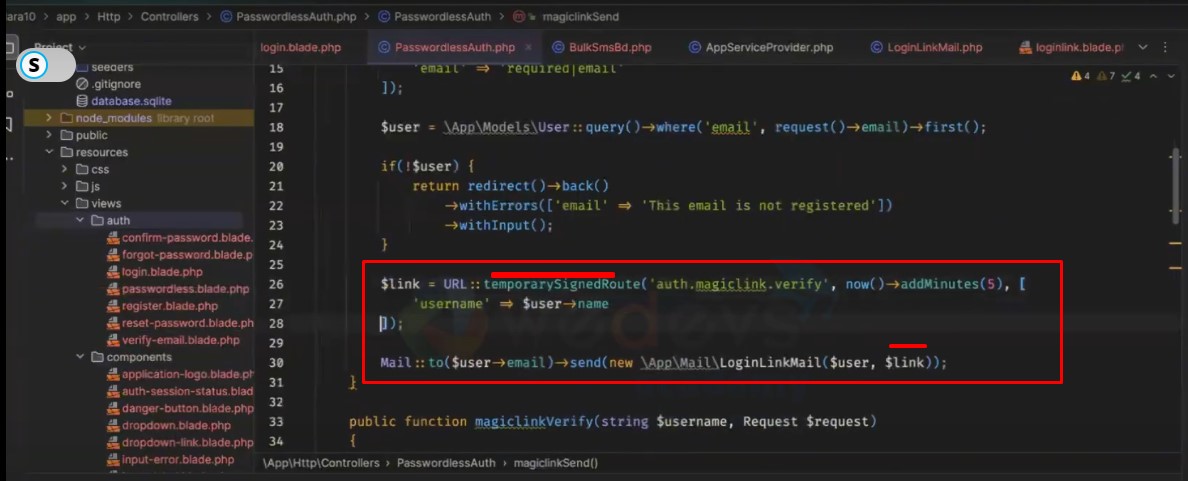 ara10 > app > Http > Controllers > PasswordlessAuth.php > PasswordlessAuth > m magiclinkSend
Project
login.blade.php PasswordlessAuth.php × BulkSmsBd.php AppServiceProvider.php LoginLinkMail.php loginlink.blade.p
S
4 7 4
seeders
.gitignore
database.sqlite
node_modules library root
public
resources
css
js
views
auth
confirm-password.blade.
forgot-password.blade.p
login.blade.php
passwordless.blade.php
register.blade.php
reset-password.blade.ph
verify-email.blade.php
components
application-logo.blade.ph
auth-session-status.blad
danger-button.blade.php
dropdown.blade.php
dropdown-link.blade.php
input-error.blade.php
15 'email' => 'required|email'
16 ]);
17
18 $user = \App\Models\User::query()->where('email', request()->email)->first();
19
20 if(!$user) {
21 return redirect()->back()
22 ->withErrors(['email' => 'This email is not registered'])
23 ->withInput();
24 }
25
26 $link = URL::temporarySignedRoute('auth.magiclink.verify', now()->addMinutes(5), [
27 'username' => $user->name
28 ]);
29
30 Mail::to($user->email)->send(new \App\Mail\LoginLinkMail($user, $link));
31 }
32
33 public function magiclinkVerify(string $username, Request $request)
34 {
wedevs
\App\Http\Controllers > PasswordlessAuth > magiclinkSend()